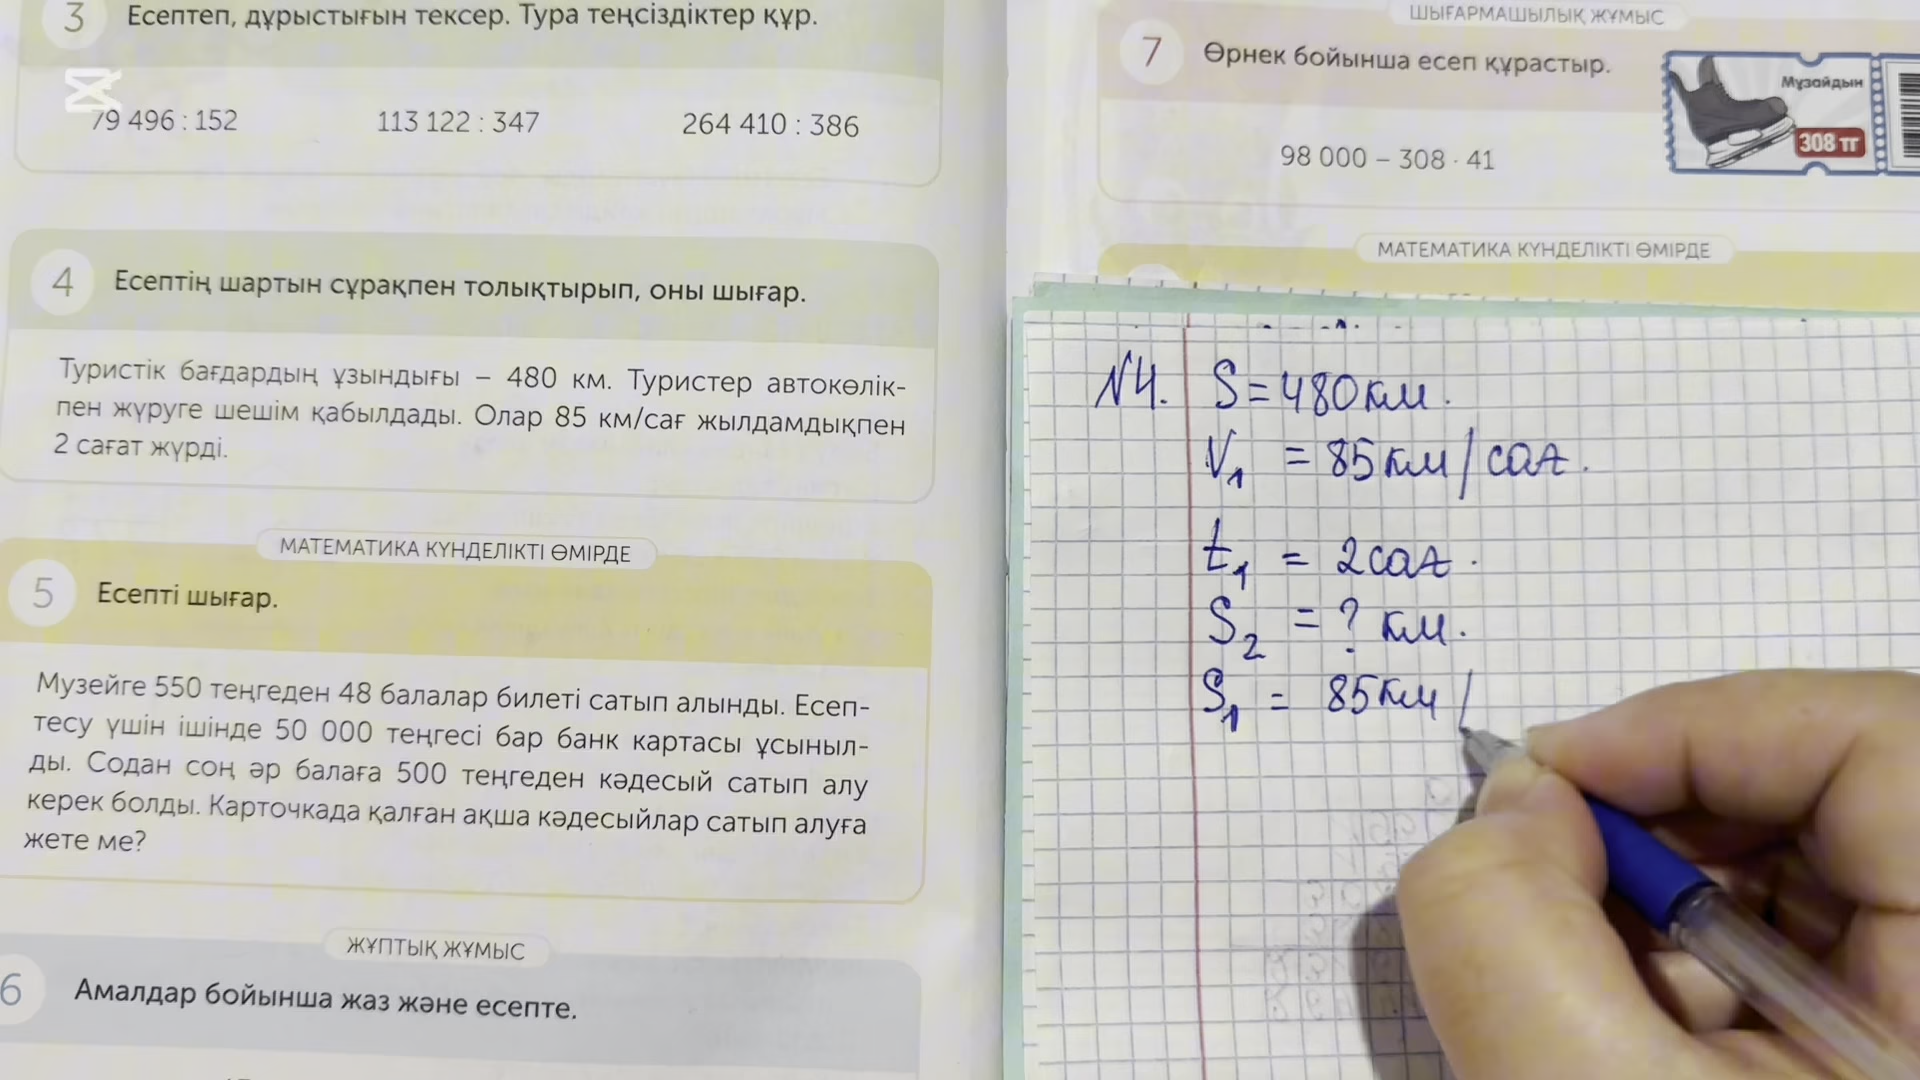 3 Есептеп, дұрыстығын тексер. Тура теңсіздіктер құр.
79 496 : 152 113 122 : 347 264 410 : 386
4 Есептің шартын сұрақпен толықтырып, оны шығар.
Туристік бағдардың ұзындығы – 480 км. Туристер автокөлік-
пен жүруге шешім қабылдады. Олар 85 км/сағ жылдамдықпен
2 сағат жүрді.
МАТЕМАТИКА КҮНДЕЛІКТІ ӨМІРДЕ
5 Есепті шығар.
Музейге 550 теңгеден 48 балалар билеті сатып алынды. Есеп-
тесу үшін ішінде 50 000 теңгесі бар банк картасы ұсыныл-
ды. Содан соң әр балаға 500 теңгеден кәдесый сатып алу
керек болды. Карточкада қалған ақша кәдесыйлар сатып алуға
жете ме?
ЖҰПТЫҚ ЖҰМЫС
6 Амалдар бойынша жаз және есепте.
ШЫҒАРМАШЫЛЫҚ ЖҰМЫС
7 Өрнек бойынша есеп құрастыр.
98 000 – 308 · 41
Мұзайдын
308 тг
МАТЕМАТИКА КҮНДЕЛІКТІ ӨМІРДЕ
№4. S = 480 км.
V₁ = 85 км/сағ.
t₁ = 2 сағ.
S₂ = ? км.
S₁ = 85 км /